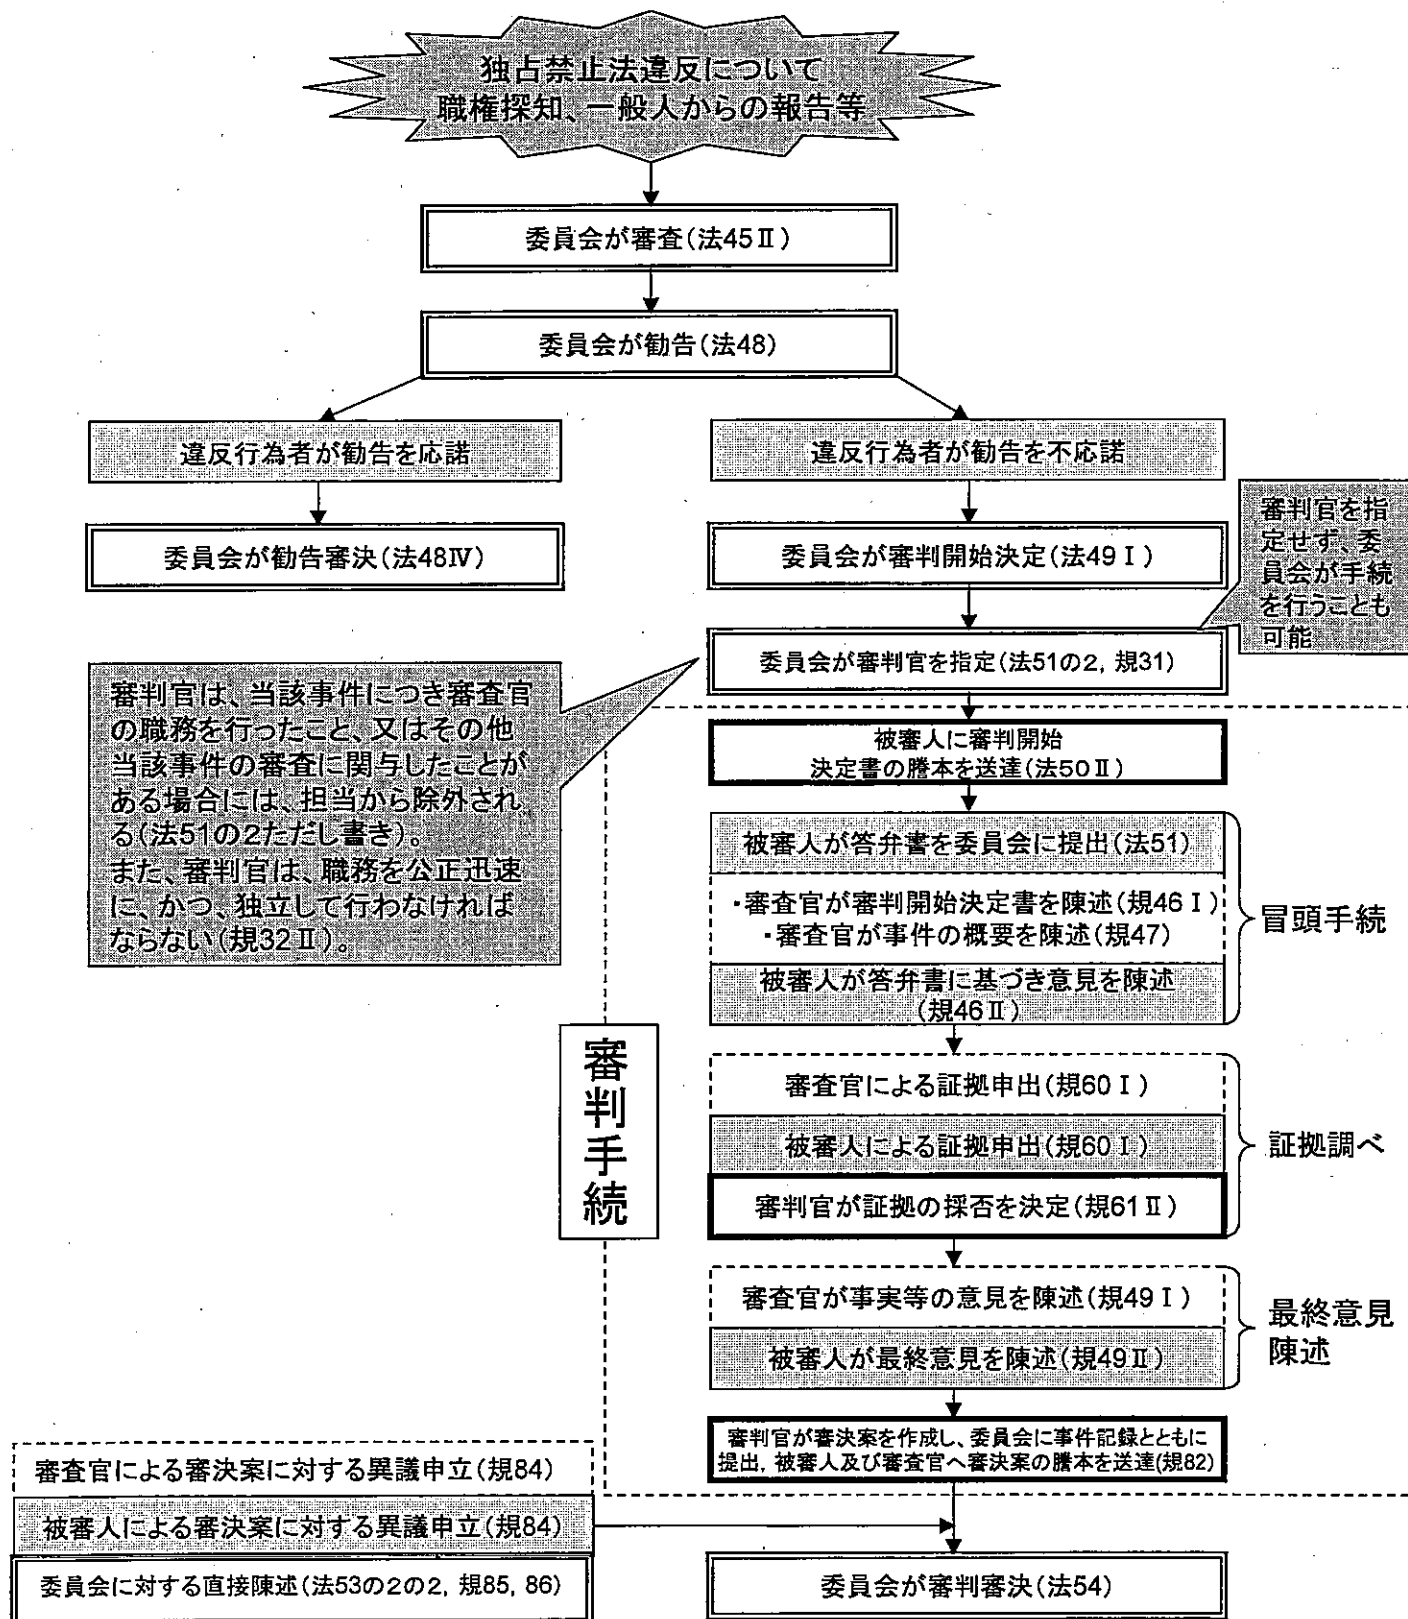 独占禁止法違反について
職権探知、一般人からの報告等
委員会が審査(法45Ⅱ)
委員会が勧告(法48)
違反行為者が勧告を応諾
違反行為者が勧告を不応諾
委員会が勧告審決(法48Ⅳ)
委員会が審判開始決定(法49Ⅰ)
審判官を指
定せず、委
員会が手続
を行うことも
可能
委員会が審判官を指定(法51の2, 規31)
審判官は、当該事件につき審査官
の職務を行ったこと、又はその他
当該事件の審査に関与したことが
ある場合には、担当から除外され
る(法51の2ただし書き)。
また、審判官は、職務を公正迅速
に、かつ、独立して行わなければ
ならない(規32Ⅱ)。
審判手続
被審人に審判開始
決定書の謄本を送達(法50Ⅱ)
被審人が答弁書を委員会に提出(法51)
・審査官が審判開始決定書を陳述(規46Ⅰ)
・審査官が事件の概要を陳述(規47)
被審人が答弁書に基づき意見を陳述
(規46Ⅱ)
冒頭手続
審査官による証拠申出(規60Ⅰ)
被審人による証拠申出(規60Ⅰ)
審判官が証拠の採否を決定(規61Ⅱ)
証拠調べ
審査官が事実等の意見を陳述(規49Ⅰ)
被審人が最終意見を陳述(規49Ⅱ)
最終意見
陳述
審判官が審決案を作成し、委員会に事件記録とともに
提出, 被審人及び審査官へ審決案の謄本を送達(規82)
審査官による審決案に対する異議申立(規84)
被審人による審決案に対する異議申立(規84)
委員会に対する直接陳述(法53の2の2, 規85, 86)
委員会が審判審決(法54)